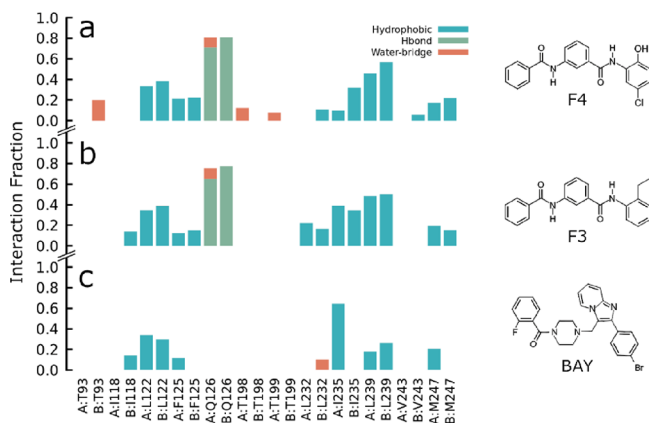 a
1.0
0.8
0.6
0.4
0.2
0.0
Hydrophobic
Hbond
Water-bridge
b
1.0
0.8
0.6
0.4
0.2
0.0
c
1.0
0.8
0.6
0.4
0.2
0.0
Interaction Fraction
A:T93
B:T93
A:I118
B:I118
A:L122
B:L122
A:F125
B:F125
A:Q126
B:Q126
A:T198
B:T198
A:T199
B:T199
A:L232
B:L232
A:I235
B:I235
A:L239
B:L239
A:V243
B:V243
A:M247
B:M247
O
N
H
O
H
N
OH
Cl
F4
O
N
H
O
H
N
F3
F
O
N
N
N
N
Br
BAY